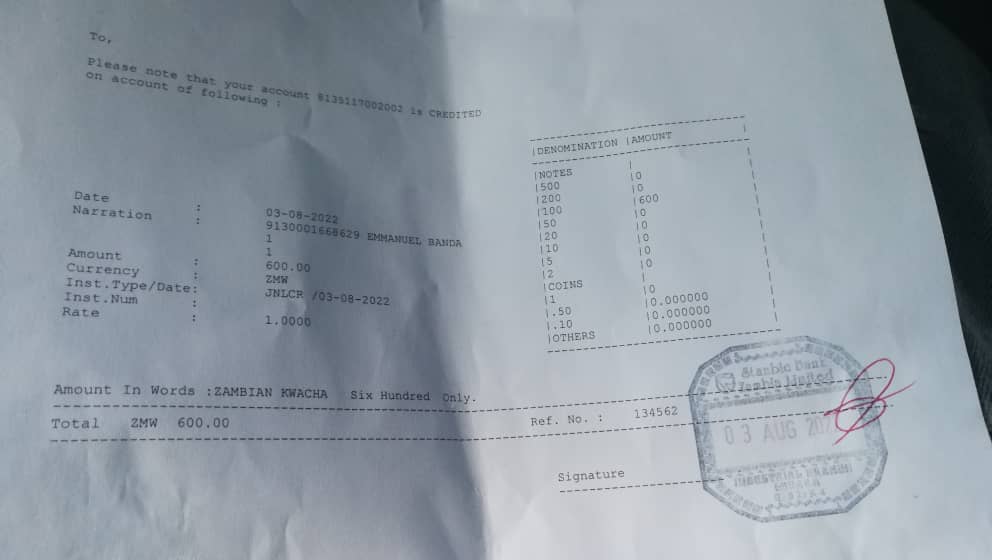 To,
Please note that your account 8135117002002 is CREDITED
on account of following :
Date : 03-08-2022
Narration : 9130001668629 EMMANUEL BANDA
1
1
Amount : 600.00
Currency : ZMW
Inst.Type/Date: JNLCR /03-08-2022
Inst.Num :
Rate : 1.0000
|DENOMINATION |AMOUNT |
|NOTES | |
|500 |0 |
|200 |0 |
|100 |600 |
|50 |0 |
|20 |0 |
|10 |0 |
|5 |0 |
|2 |0 |
|COINS | |
|1 |0 |
|.50 |0.000000 |
|.10 |0.000000 |
|OTHERS |0.000000 |
Amount In Words :ZAMBIAN KWACHA Six Hundred Only.
Total ZMW 600.00
Ref. No. : 134562
Signature
Stanbic Bank
Zambia Limited
03 AUG
INDUSTRIAL BRANCH